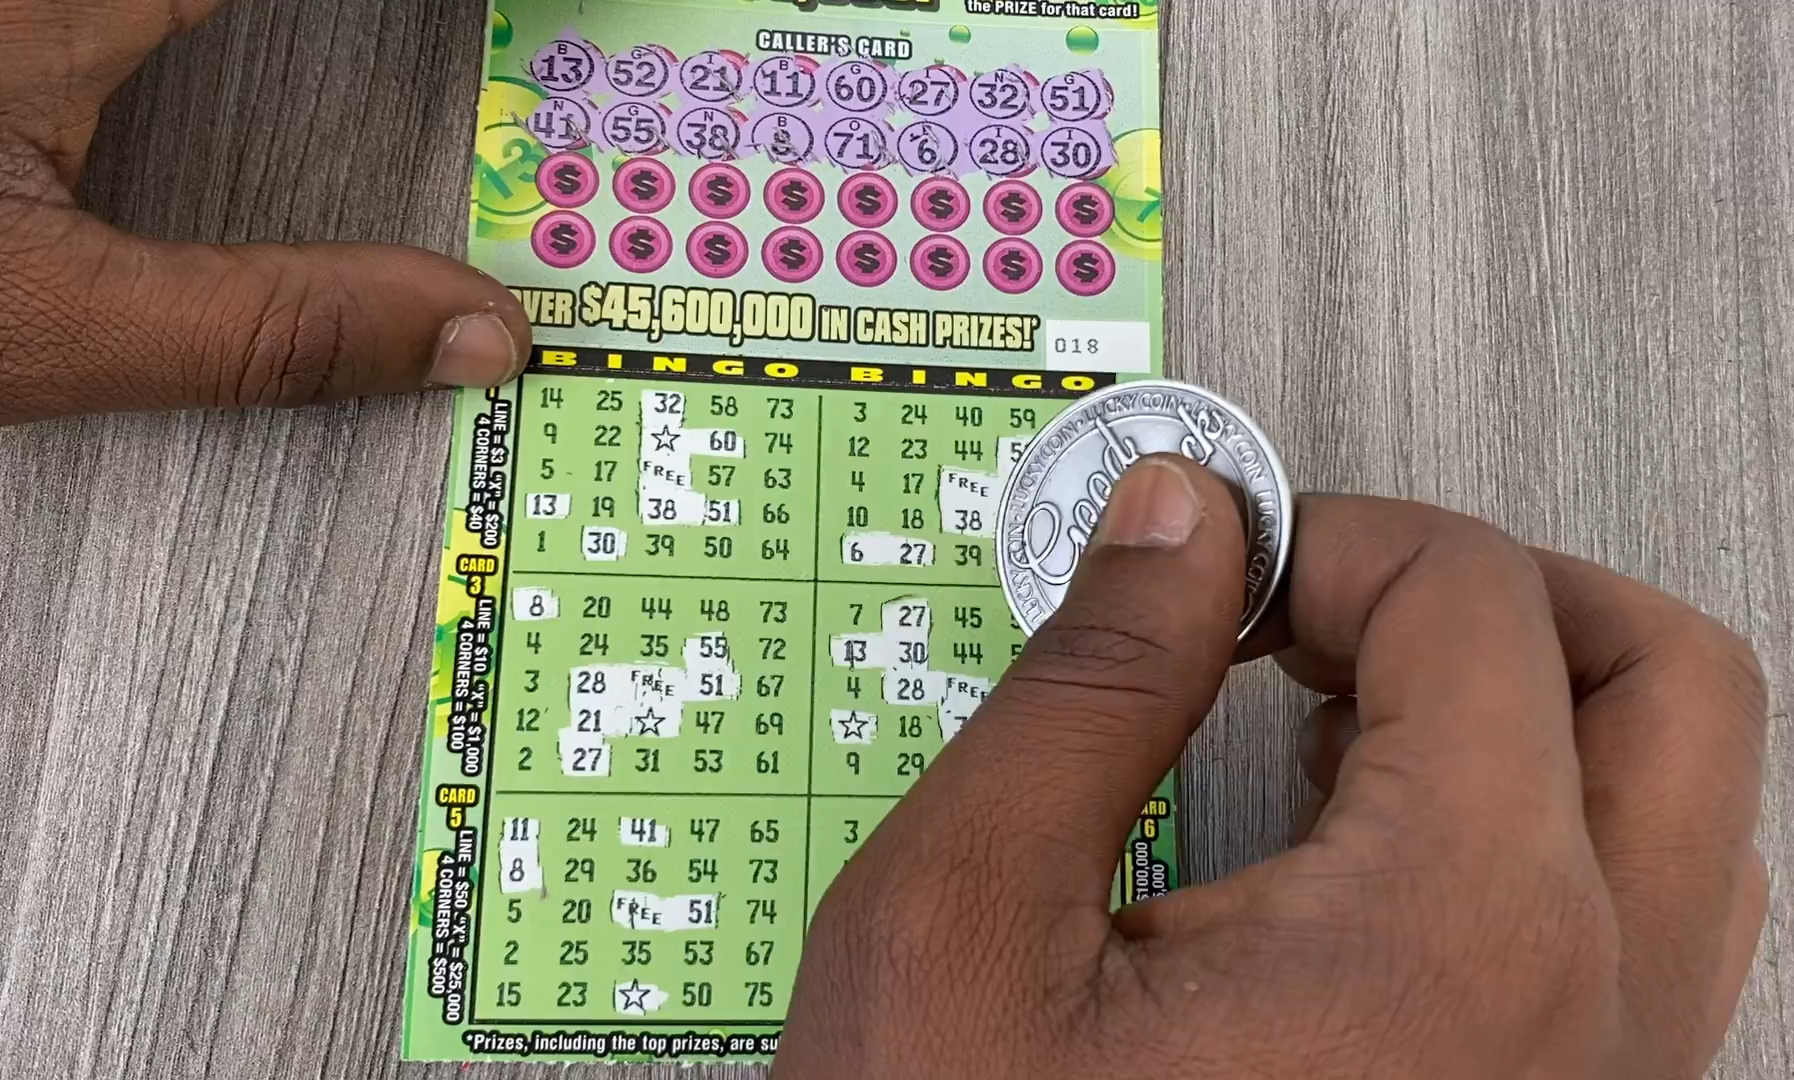 the PRIZE for that card!
CALLER'S CARD
B G I B G I N G
13 52 21 11 60 27 32 51
N G N B O B I I
41 55 38 8 71 6 28 30
$ $ $ $ $ $ $ $
$ $ $ $ $ $ $ $
VER $45,600,000 IN CASH PRIZES!*
018
B I N G O B I N G O
LINE = $3 "X" = $200
4 CORNERS = $40
14 25 32 58 73
9 22 ☆ 60 74
5 17 FREE 57 63
13 19 38 51 66
1 30 39 50 64
3 24 40 59
12 23 44
4 17 FREE
10 18 38
6 27 39
CARD
3
LINE = $10 "X" = $1,000
4 CORNERS = $100
8 20 44 48 73
4 24 35 55 72
3 28 FREE 51 67
12 21 ☆ 47 69
2 27 31 53 61
7 27 45
13 30 44
4 28 FREE
☆ 18
9 29
CARD
5
LINE = $50 "X" = $25,000
4 CORNERS = $500
11 24 41 47 65
8 29 36 54 73
5 20 FREE 51 74
2 25 35 53 67
15 23 ☆ 50 75
3
6
*Prizes, including the top prizes, are
LUCKY COIN · LUCKY COIN · LUCKY COIN